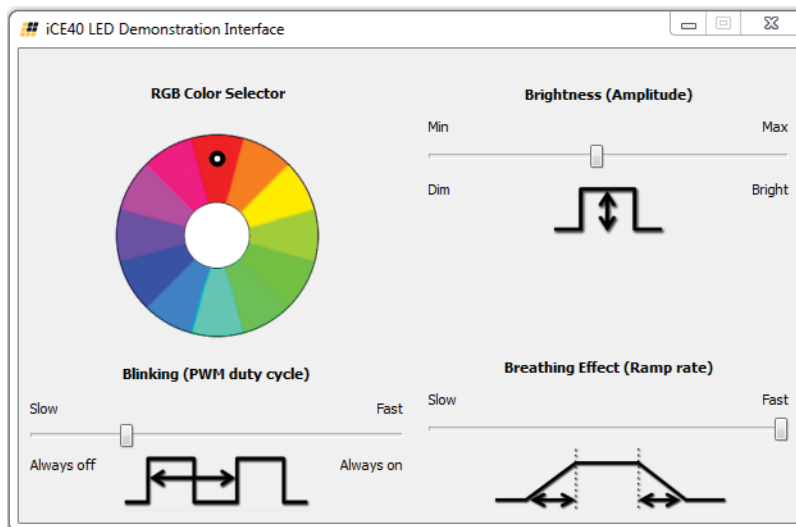 iCE40 LED Demonstration Interface
RGB Color Selector
Brightness (Amplitude)
Min Max
Dim Bright
Blinking (PWM duty cycle)
Slow Fast
Always off Always on
Breathing Effect (Ramp rate)
Slow Fast